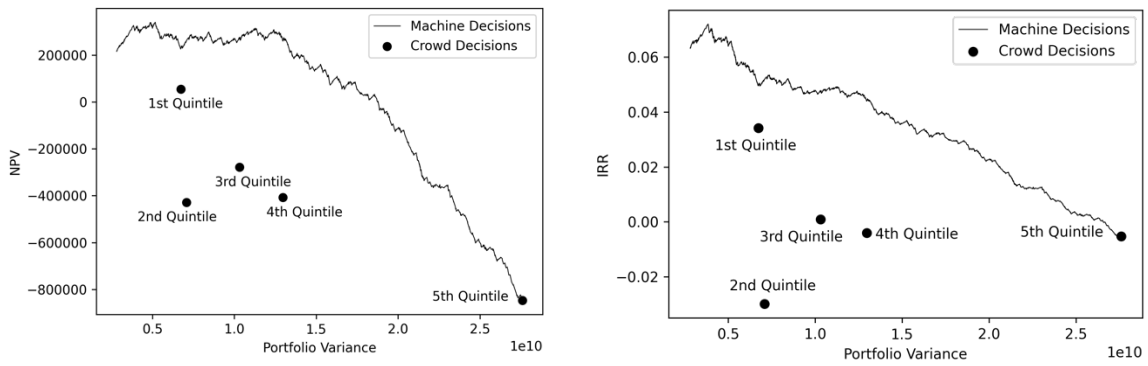 Machine Decisions
Crowd Decisions
200000
0
−200000
−400000
−600000
−800000
NPV
1st Quintile
3rd Quintile
2nd Quintile
4th Quintile
5th Quintile
0.5
1.0
1.5
2.0
2.5
1e10
Portfolio Variance
Machine Decisions
Crowd Decisions
0.06
0.04
0.02
0.00
−0.02
IRR
1st Quintile
3rd Quintile
4th Quintile
5th Quintile
2nd Quintile
0.5
1.0
1.5
2.0
2.5
1e10
Portfolio Variance